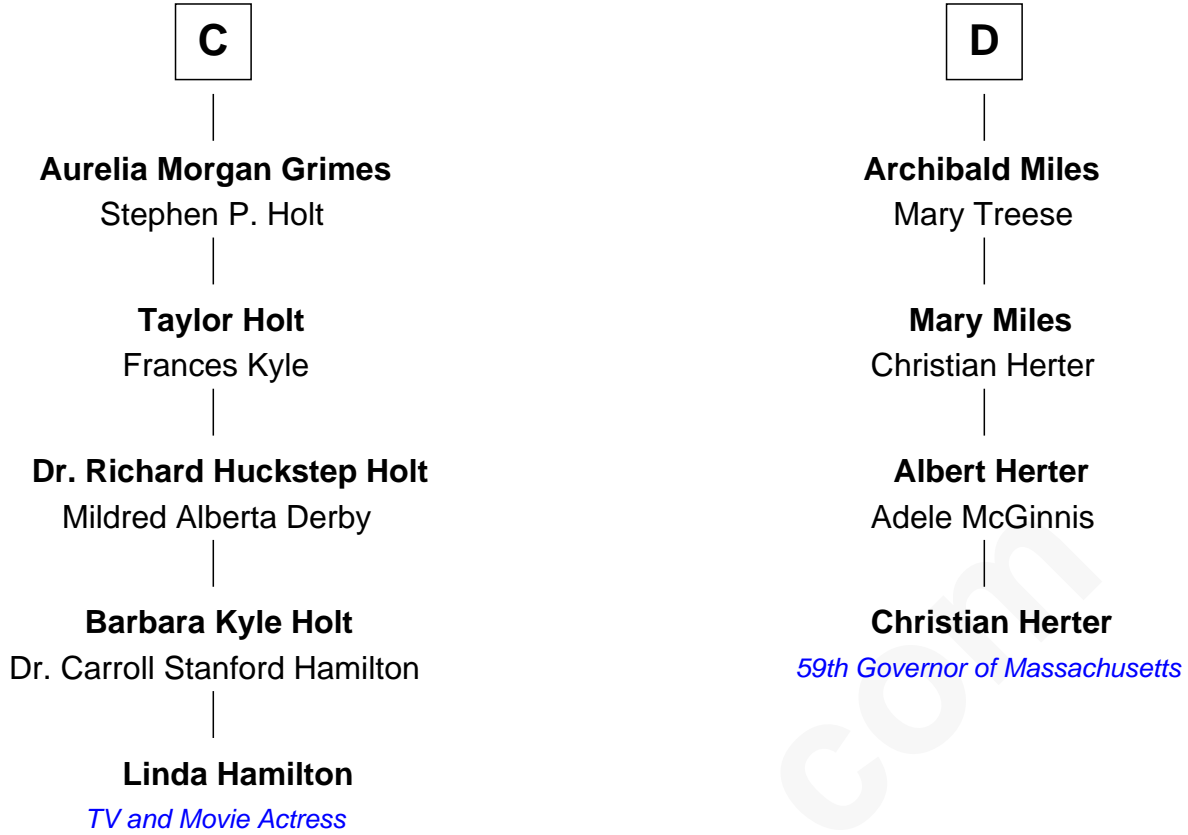 C
Aurelia Morgan Grimes
Stephen P. Holt
Taylor Holt
Frances Kyle
Dr. Richard Huckstep Holt
Mildred Alberta Derby
Barbara Kyle Holt
Dr. Carroll Stanford Hamilton
Linda Hamilton
TV and Movie Actress
D
Archibald Miles
Mary Treese
Mary Miles
Christian Herter
Albert Herter
Adele McGinnis
Christian Herter
59th Governor of Massachusetts
com